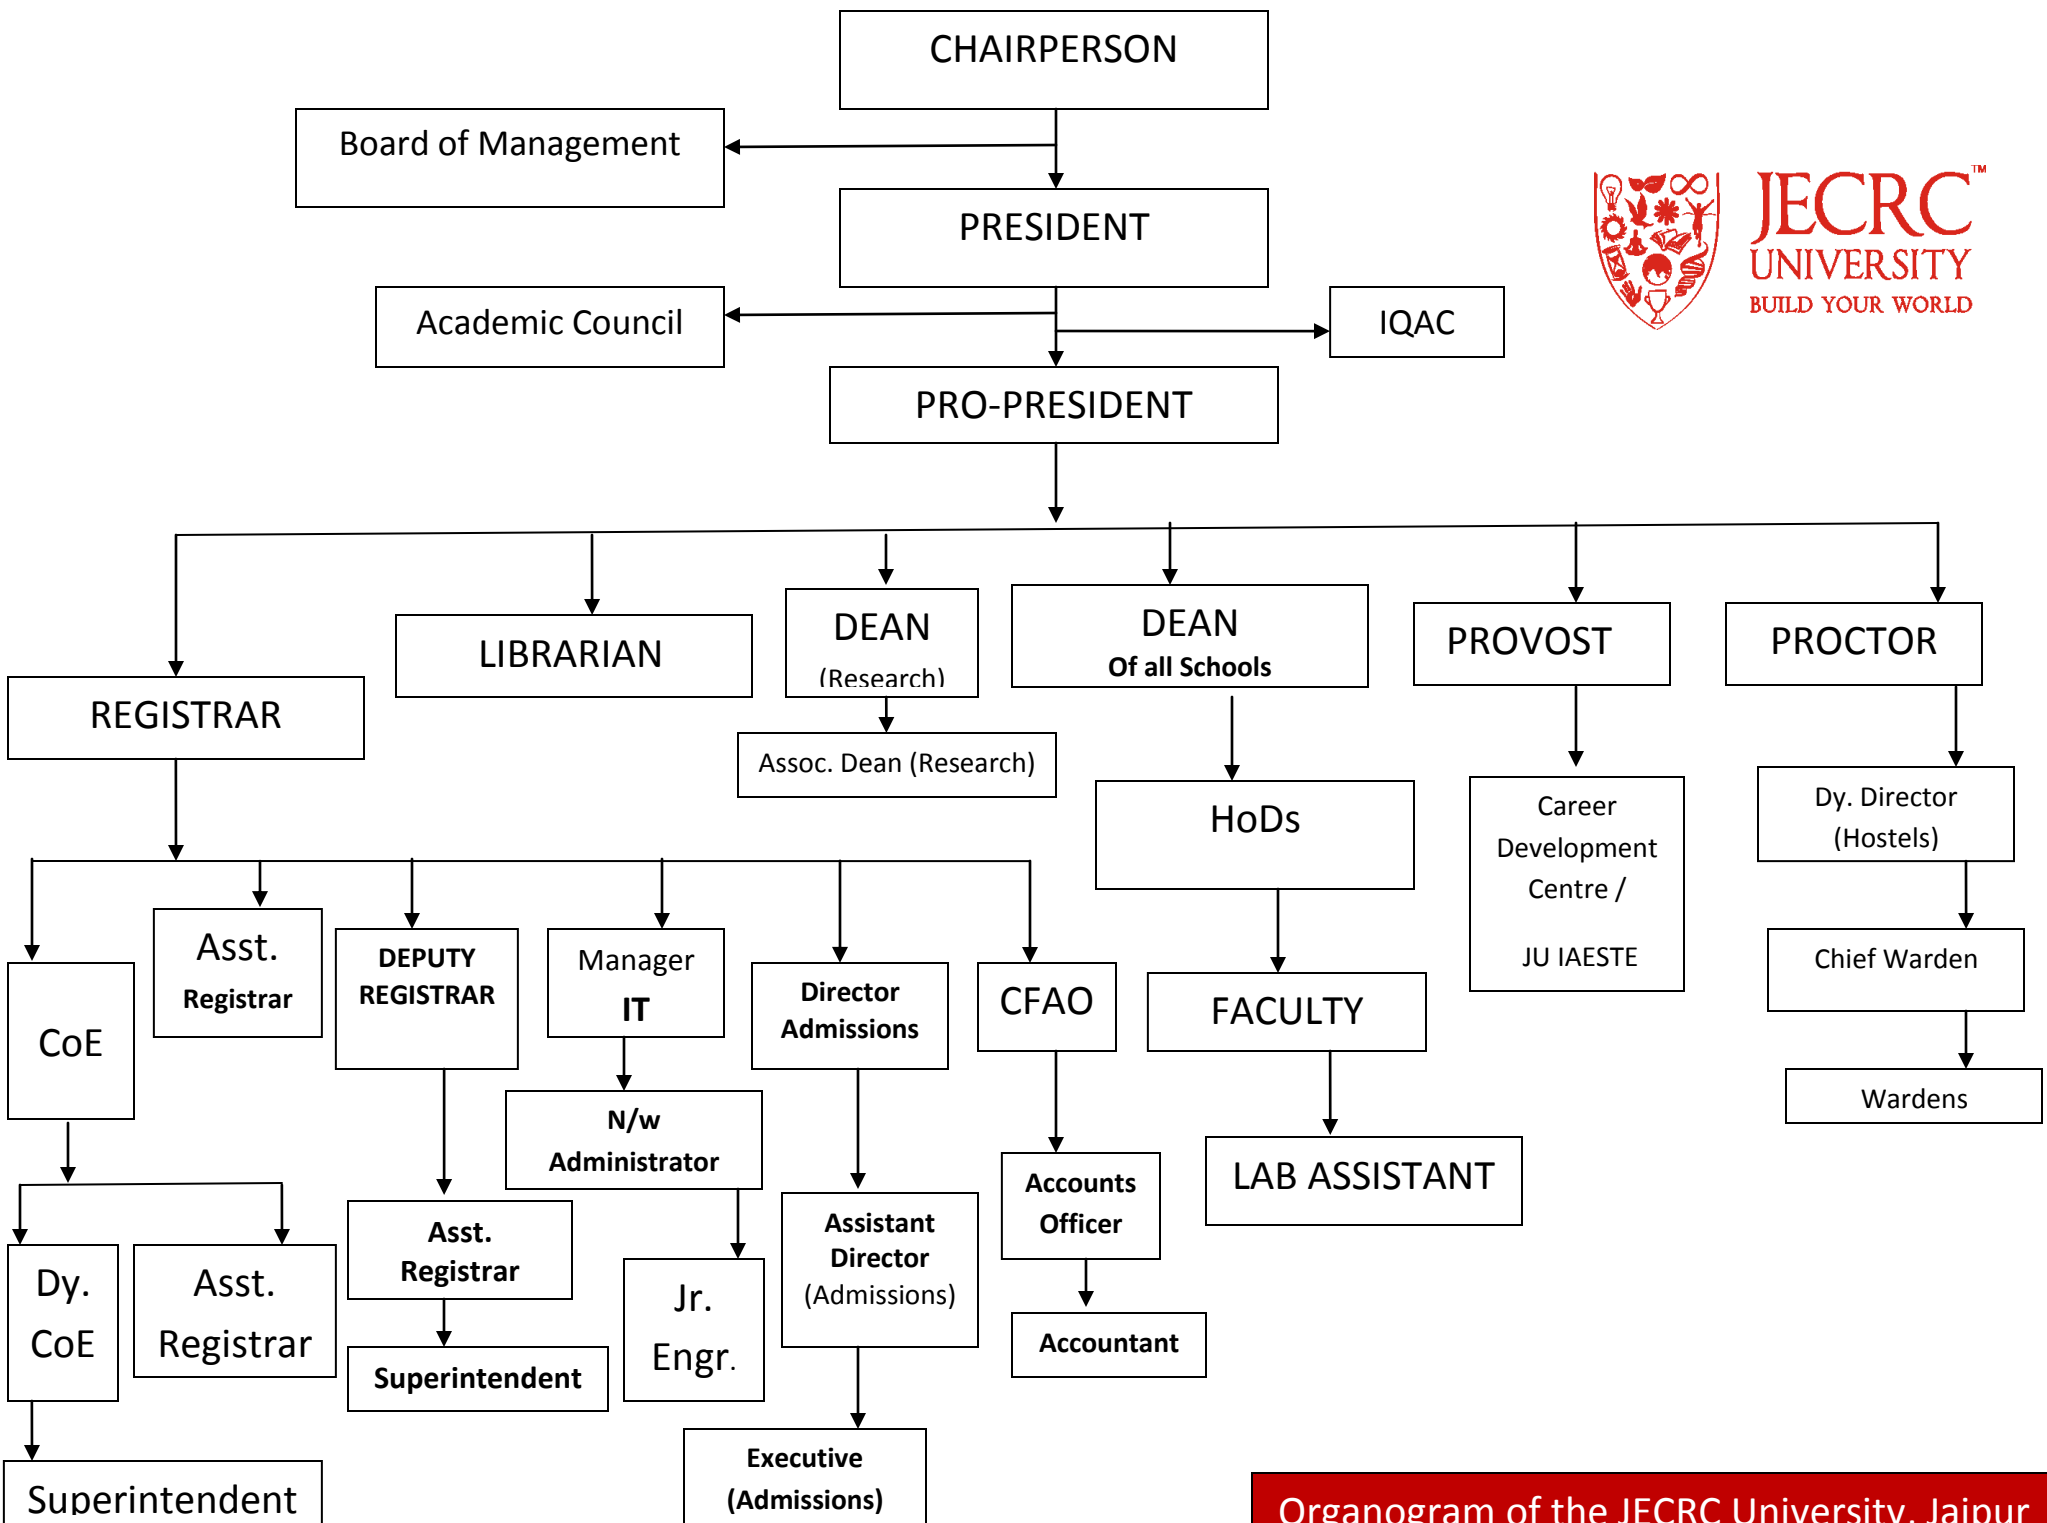 CHAIRPERSON
Board of Management
PRESIDENT
JECRC™
UNIVERSITY
BUILD YOUR WORLD
Academic Council
IQAC
PRO-PRESIDENT
REGISTRAR
LIBRARIAN
DEAN
(Research)
Assoc. Dean (Research)
DEAN
Of all Schools
PROVOST
PROCTOR
HoDs
Career
Development
Centre /
JU IAESTE
Dy. Director
(Hostels)
Chief Warden
Wardens
CoE
Asst.
Registrar
DEPUTY
REGISTRAR
Manager
IT
Director
Admissions
CFAO
FACULTY
N/w
Administrator
Accounts
Officer
LAB ASSISTANT
Dy.
CoE
Asst.
Registrar
Asst.
Registrar
Jr.
Engr.
Assistant
Director
(Admissions)
Accountant
Superintendent
Superintendent
Executive
(Admissions)
Organogram of the JECRC University, Jaipur